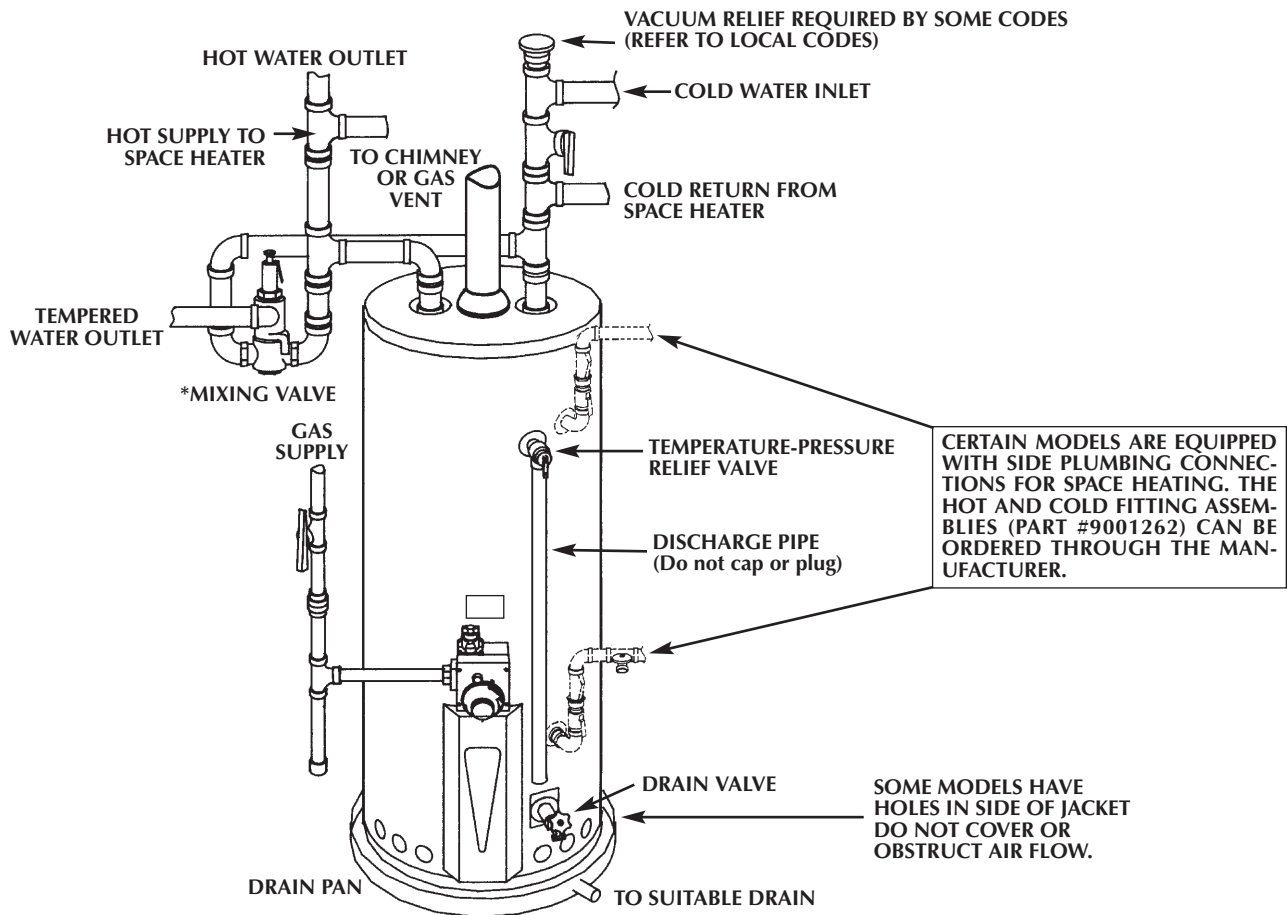 VACUUM RELIEF REQUIRED BY SOME CODES
(REFER TO LOCAL CODES)
HOT WATER OUTLET
COLD WATER INLET
HOT SUPPLY TO
SPACE HEATER
TO CHIMNEY
OR GAS
VENT
COLD RETURN FROM
SPACE HEATER
TEMPERED
WATER OUTLET
*MIXING VALVE
GAS
SUPPLY
TEMPERATURE-PRESSURE
RELIEF VALVE
CERTAIN MODELS ARE EQUIPPED
WITH SIDE PLUMBING CONNEC-
TIONS FOR SPACE HEATING. THE
HOT AND COLD FITTING ASSEM-
BLIES (PART #9001262) CAN BE
ORDERED THROUGH THE MAN-
UFACTURER.
DISCHARGE PIPE
(Do not cap or plug)
DRAIN VALVE
SOME MODELS HAVE
HOLES IN SIDE OF JACKET
DO NOT COVER OR
OBSTRUCT AIR FLOW.
DRAIN PAN
TO SUITABLE DRAIN